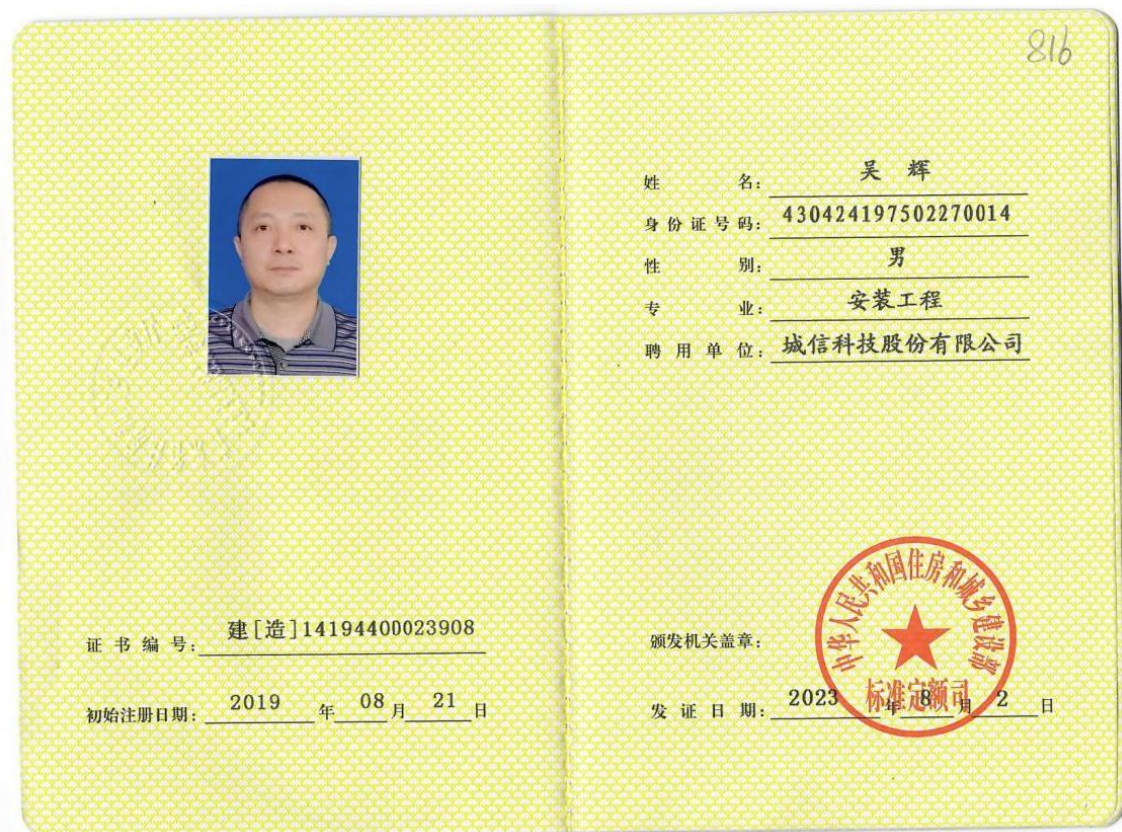 816
姓 名: 吴 辉
身份证号码: 430424197502270014
性 别: 男
专 业: 安装工程
聘用单位: 城信科技股份有限公司
证书编号: 建[造]14194400023908
初始注册日期: 2019 年 08 月 21 日
中华人民共和国住房和城乡建设部
标准定额司
颁发机关盖章:
发证日期: 2023 年 8 月 2 日